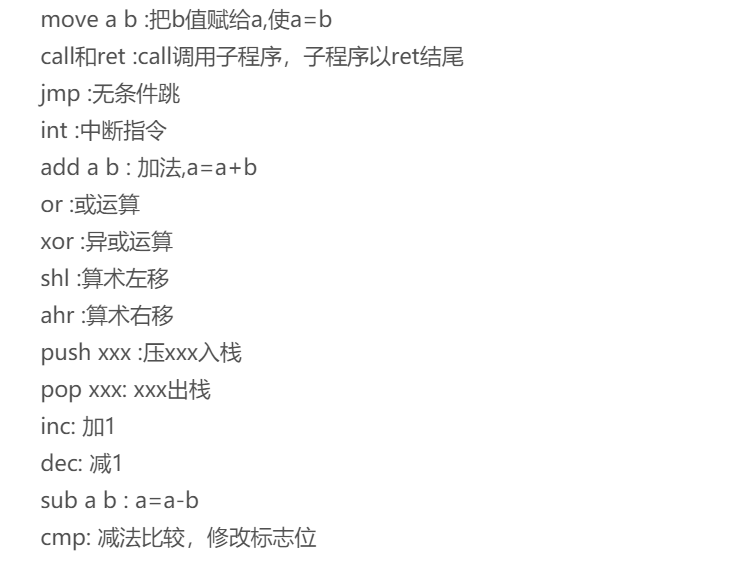 move a b :把b值赋给a,使a=b
call和ret :call调用子程序，子程序以ret结尾
jmp :无条件跳
int :中断指令
add a b : 加法,a=a+b
or :或运算
xor :异或运算
shl :算术左移
ahr :算术右移
push xxx :压xxx入栈
pop xxx: xxx出栈
inc: 加1
dec: 减1
sub a b : a=a-b
cmp: 减法比较，修改标志位